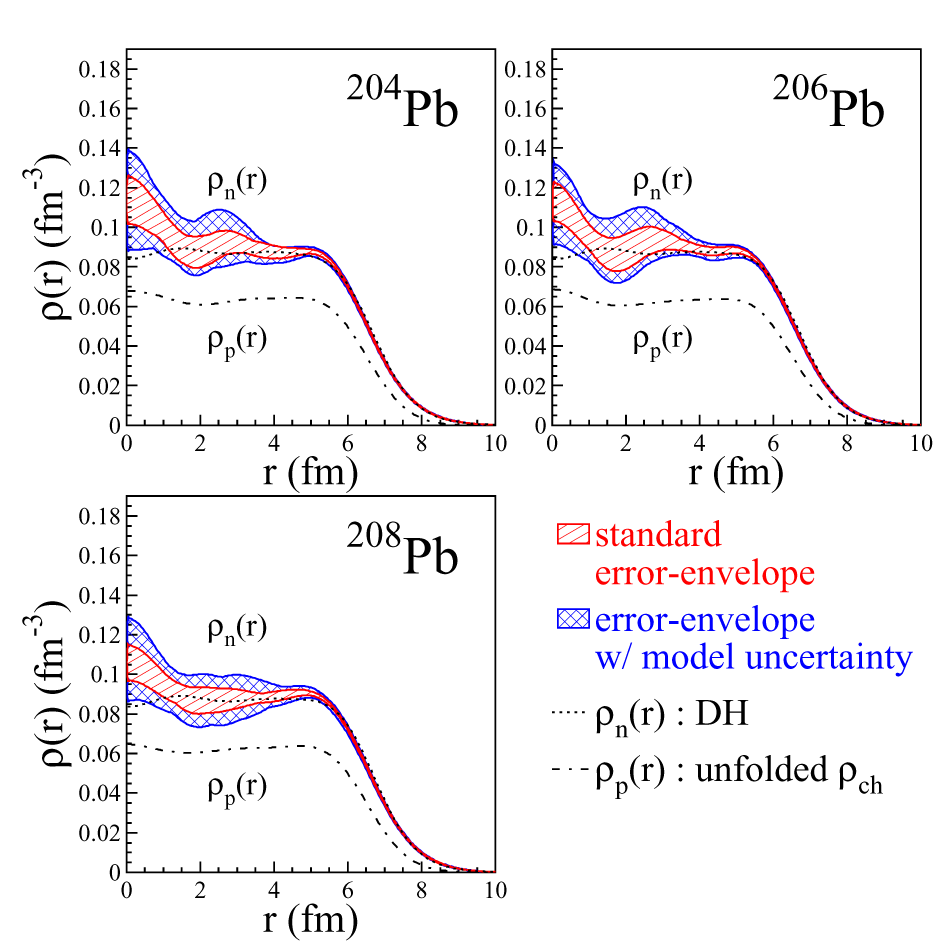 ²⁰⁴Pb
ρn(r)
ρp(r)
ρ(r) (fm⁻³)
0.18
0.16
0.14
0.12
0.1
0.08
0.06
0.04
0.02
0
0 2 4 6 8 10
r (fm)
²⁰⁶Pb
ρn(r)
ρp(r)
0.18
0.16
0.14
0.12
0.1
0.08
0.06
0.04
0.02
0
0 2 4 6 8 10
r (fm)
²⁰⁸Pb
ρn(r)
ρp(r)
ρ(r) (fm⁻³)
0.18
0.16
0.14
0.12
0.1
0.08
0.06
0.04
0.02
0
0 2 4 6 8 10
r (fm)
standard
error-envelope
error-envelope
w/ model uncertainty
ρn(r) : DH
ρp(r) : unfolded ρch